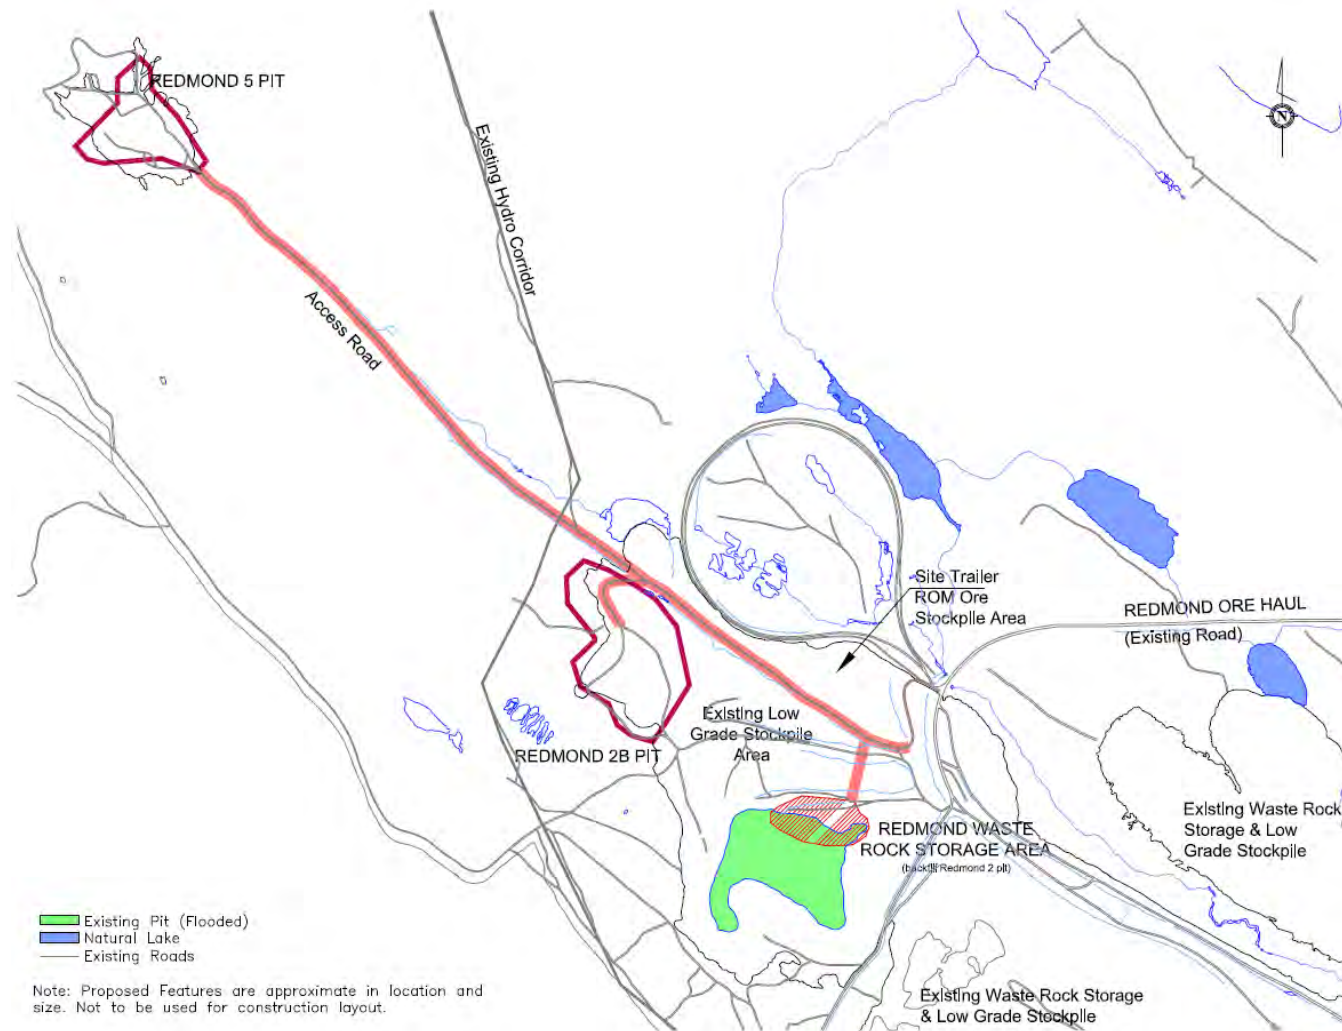 REDMOND 5 PIT
N
Existing Hydro Corridor
Access Road
Site Trailer
ROM Ore
Stockpile Area
REDMOND ORE HAUL
(Existing Road)
Existing Low
Grade Stockpile
Area
REDMOND 2B PIT
Existing Waste Rock
Storage & Low
Grade Stockpile
REDMOND WASTE
ROCK STORAGE AREA
Redmond 2 pit)
Existing Pit (Flooded)
Natural Lake
Existing Roads
Note: Proposed Features are approximate in location and
size. Not to be used for construction layout.
Existing Waste Rock Storage
& Low Grade Stockpile